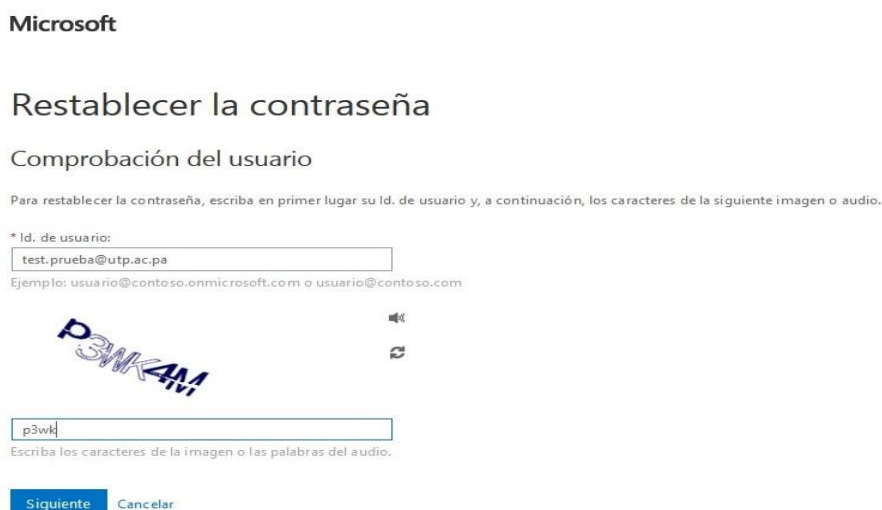 Microsoft
Restablecer la contraseña
Comprobación del usuario
Para restablecer la contraseña, escriba en primer lugar su Id. de usuario y, a continuación, los caracteres de la siguiente imagen o audio.
* Id. de usuario:
test.prueba@utp.ac.pa
Ejemplo: usuario@contoso.onmicrosoft.com o usuario@contoso.com
P3WK4M
p3wk
Escriba los caracteres de la imagen o las palabras del audio.
Siguiente Cancelar